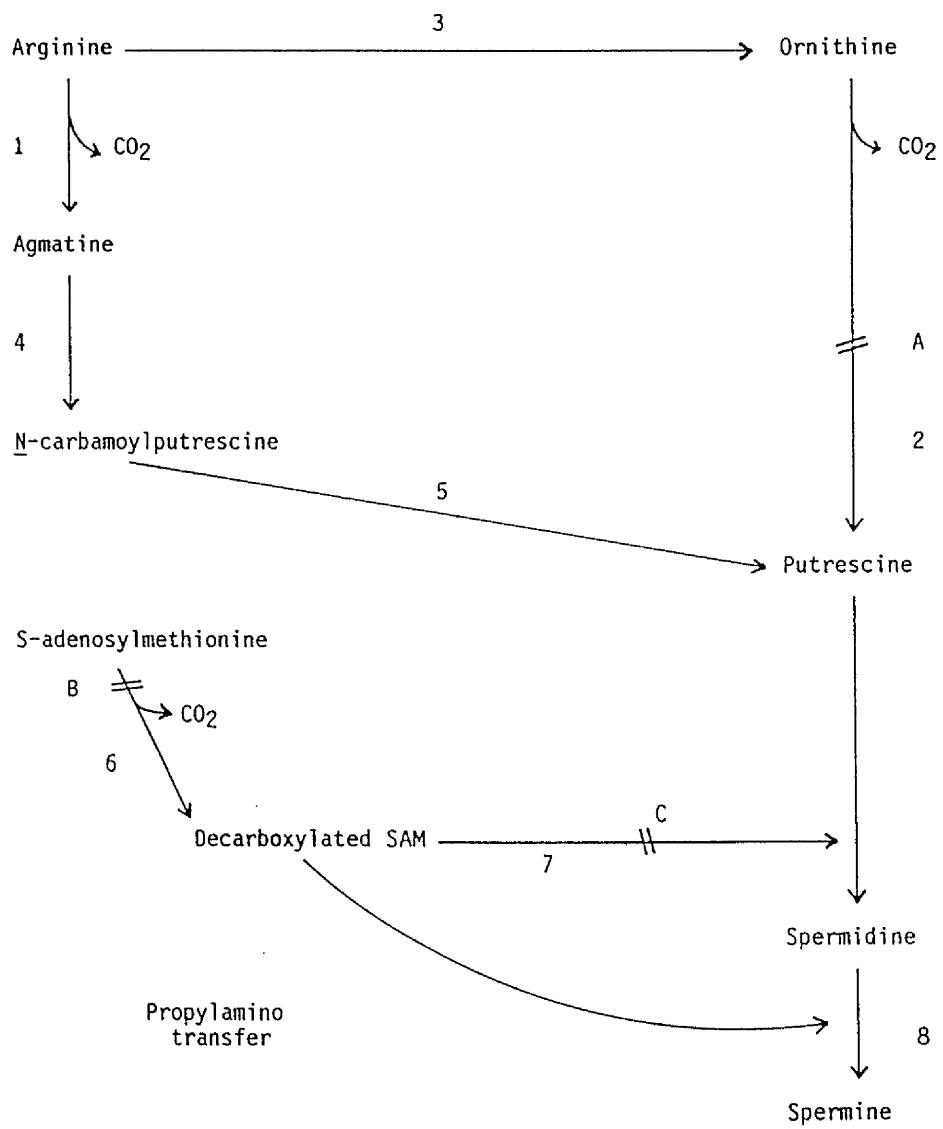 3
Arginine
Ornithine
1
CO2
CO2
Agmatine
4
A
N-carbamoylputrescine
2
5
Putrescine
S-adenosylmethionine
B
CO2
6
C
Decarboxylated SAM
7
Spermidine
Propylamino
transfer
8
Spermine